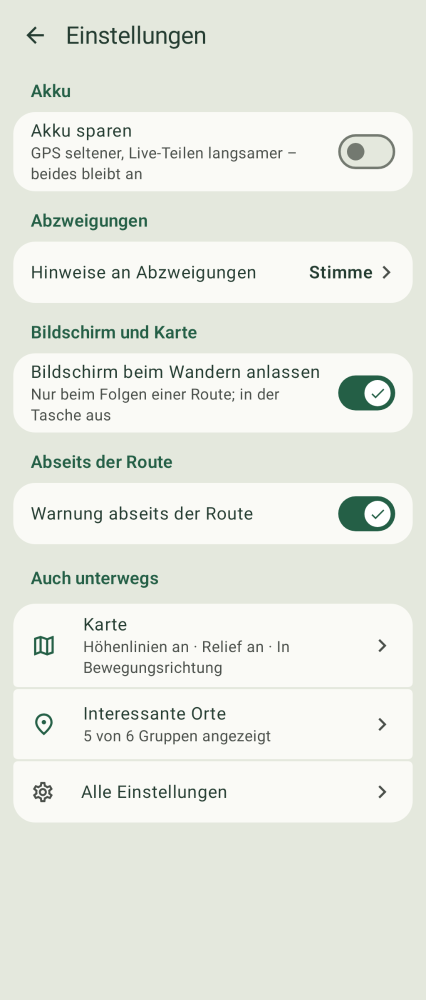 Einstellungen
Akku
Akku sparen
GPS seltener, Live-Teilen langsamer –
beides bleibt an
Abzweigungen
Hinweise an Abzweigungen Stimme
Bildschirm und Karte
Bildschirm beim Wandern anlassen
Nur beim Folgen einer Route; in der
Tasche aus
Abseits der Route
Warnung abseits der Route
Auch unterwegs
Karte
Höhenlinien an · Relief an · In
Bewegungsrichtung
Interessante Orte
5 von 6 Gruppen angezeigt
Alle Einstellungen